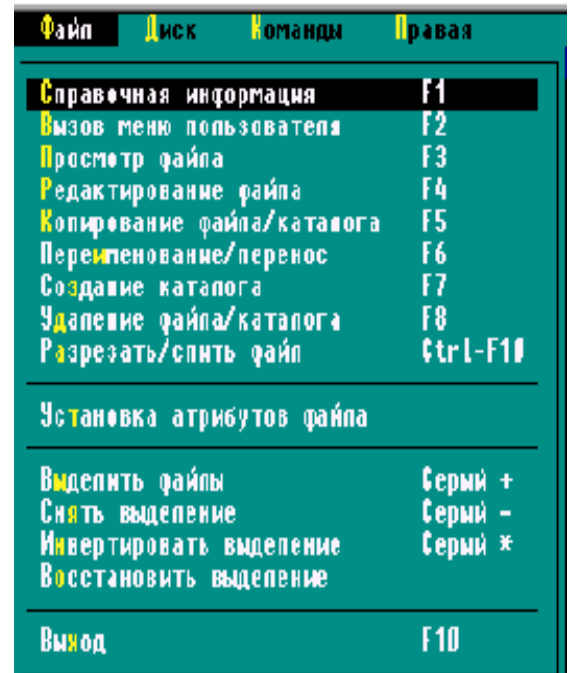 Файл Диск Команды Правая
Справочная информация F1
Вызов меню пользователя F2
Просмотр файла F3
Редактирование файла F4
Копирование файла/каталога F5
Переименование/перенос F6
Создание каталога F7
Удаление файла/каталога F8
Разрезать/слить файл Ctrl-F10
Установка атрибутов файла
Выделить файлы Серый +
Снять выделение Серый -
Инвертировать выделение Серый *
Восстановить выделение
Выход F10